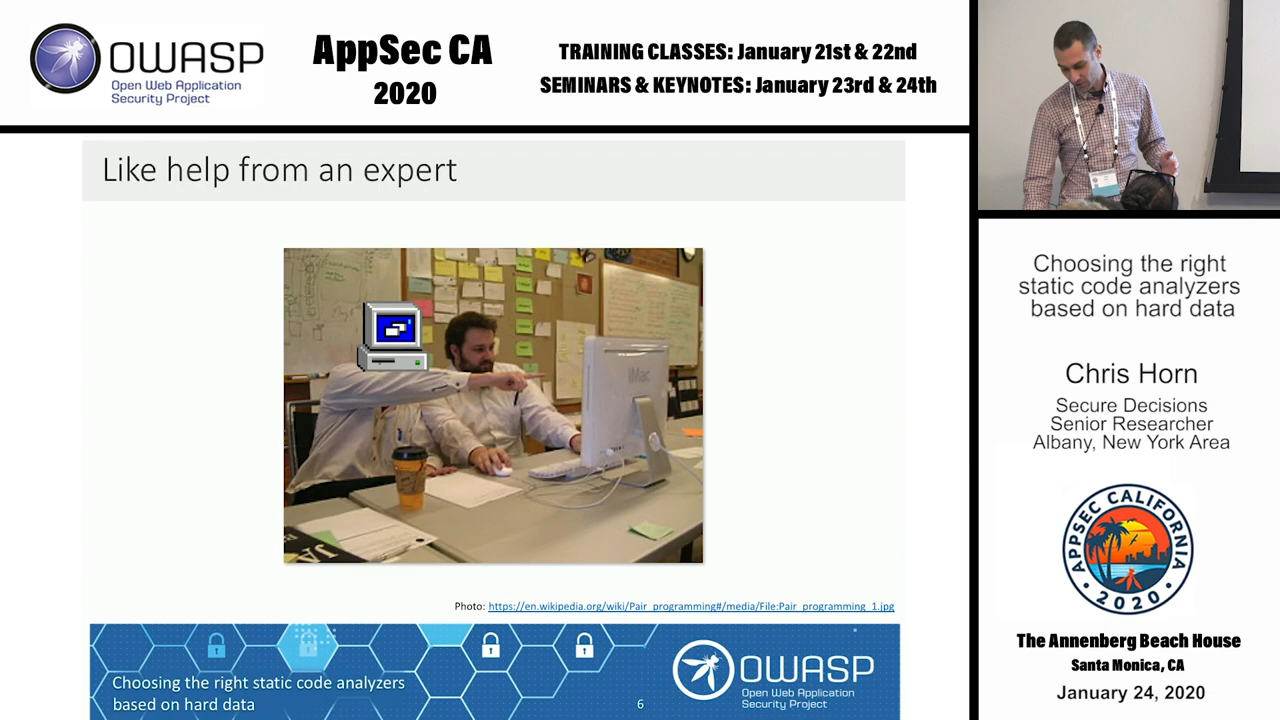 OWASP
Open Web Application
Security Project
AppSec CA
2020
TRAINING CLASSES: January 21st & 22nd
SEMINARS & KEYNOTES: January 23rd & 24th
Like help from an expert
iMac
JA
Photo: https://en.wikipedia.org/wiki/Pair_programming#/media/File:Pair_programming_1.jpg
Choosing the right static code analyzers
based on hard data
6
OWASP
Open Web Application
Security Project
Choosing the right
static code analyzers
based on hard data
Chris Horn
Secure Decisions
Senior Researcher
Albany, New York Area
APPSEC CALIFORNIA
2020
The Annenberg Beach House
Santa Monica, CA
January 24, 2020